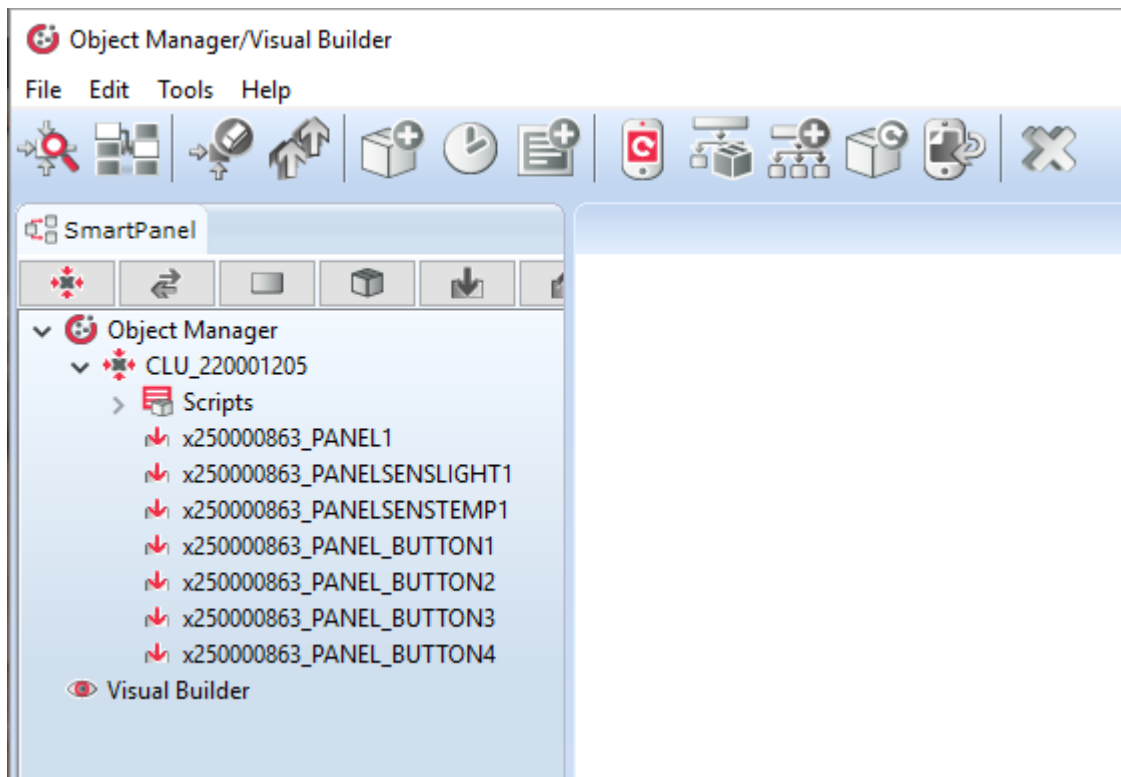 Object Manager/Visual Builder
File Edit Tools Help
SmartPanel
Object Manager
CLU_220001205
Scripts
x250000863_PANEL1
x250000863_PANELSENSLIGHT1
x250000863_PANELSENSTEMP1
x250000863_PANEL_BUTTON1
x250000863_PANEL_BUTTON2
x250000863_PANEL_BUTTON3
x250000863_PANEL_BUTTON4
Visual Builder